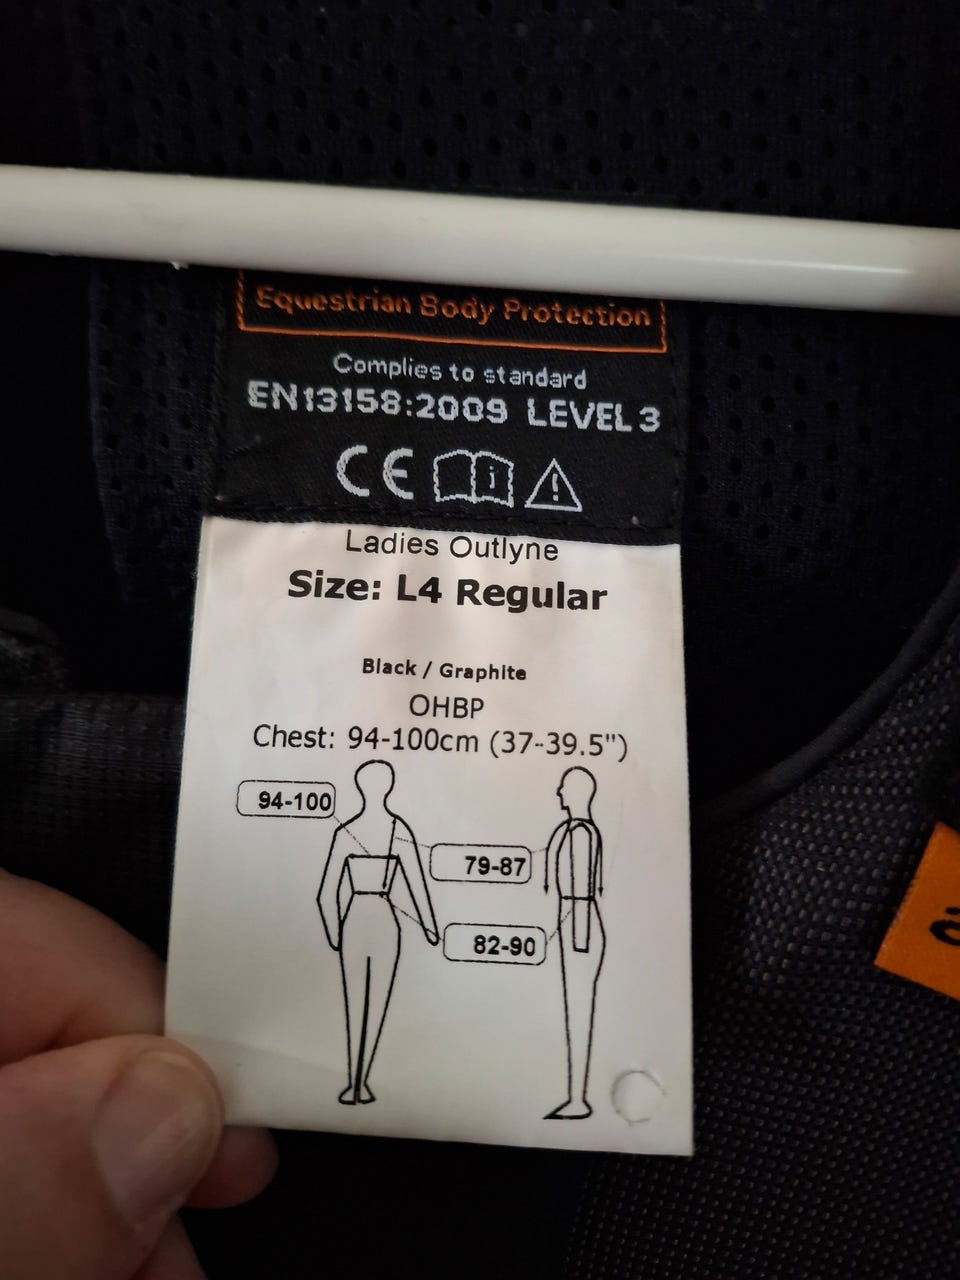 Equestrian Body Protection
Complies to standard
EN13158:2009 LEVEL 3
CE i !
Ladies Outlyne
Size: L4 Regular
Black / Graphite
OHBP
Chest: 94-100cm (37-39.5")
94-100
79-87
82-90